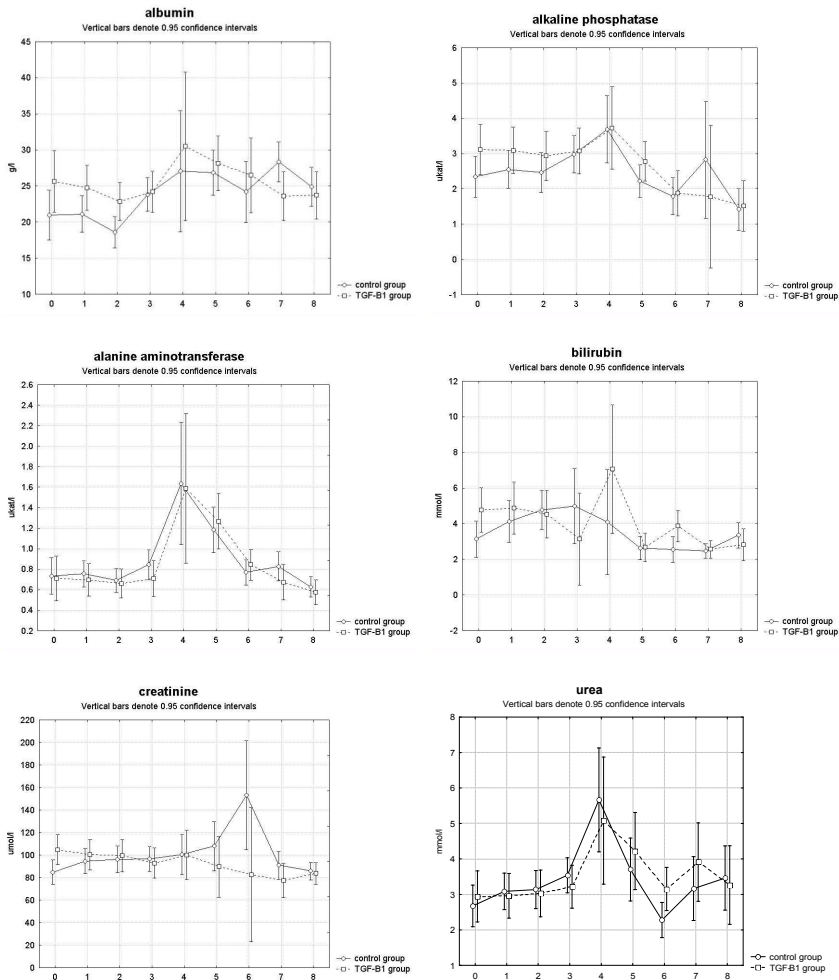 albumin
Vertical bars denote 0.95 confidence intervals
45
40
35
30
25
20
15
10
g/l
0 1 2 3 4 5 6 7 8
control group
TGF-B1 group
alkaline phosphatase
Vertical bars denote 0.95 confidence intervals
6
5
4
3
2
1
0
-1
ukat/l
0 1 2 3 4 5 6 7 8
control group
TGF-B1 group
alanine aminotransferase
Vertical bars denote 0.95 confidence intervals
2.6
2.4
2.2
2.0
1.8
1.6
1.4
1.2
1.0
0.8
0.6
0.4
0.2
ukat/l
0 1 2 3 4 5 6 7 8
control group
TGF-B1 group
bilirubin
Vertical bars denote 0.95 confidence intervals
12
10
8
6
4
2
0
-2
mmol/l
0 1 2 3 4 5 6 7 8
control group
TGF-B1 group
creatinine
Vertical bars denote 0.95 confidence intervals
220
200
180
160
140
120
100
80
60
40
20
0
umol/l
0 1 2 3 4 5 6 7 8
control group
TGF-B1 group
urea
Vertical bars denote 0.95 confidence intervals
8
7
6
5
4
3
2
1
mmol/l
0 1 2 3 4 5 6 7 8
control group
TGFB1 group